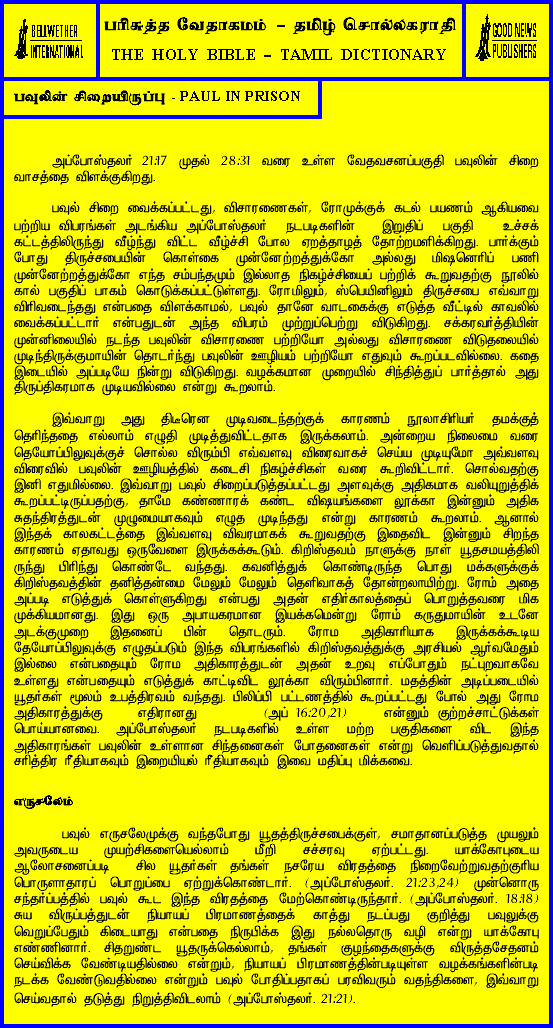 BELLWETHER
INTERNATIONAL
பரிசுத்த வேதாகமம் – தமிழ் சொல்லகராதி
THE HOLY BIBLE – TAMIL DICTIONARY
GOOD NEWS
PUBLISHERS
பவுலின் சிறையிருப்பு - PAUL IN PRISON
அப்போஸ்தலர் 21:17 முதல் 28:31 வரை உள்ள வேதவசனப்பகுதி பவுலின் சிறை
வாசத்தை விளக்குகிறது.
பவுல் சிறை வைக்கப்பட்டது, விசாரணைகள், ரோமுக்குக் கடல் பயணம் ஆகியவை
பற்றிய விபரங்கள் அடங்கிய அப்போஸ்தலர் நடபடிகளின் இறுதிப் பகுதி உச்சக்
கட்டத்திலிருந்து வீழ்ந்து விட்ட வீழ்ச்சி போல ஏறத்தாழத் தோற்றமளிக்கிறது. பார்க்கும்
போது திருச்சபையின் கொள்கை முன்னேற்றத்துக்கோ அல்லது மிஷனெரிப் பணி
முன்னேற்றத்துக்கோ எந்த சம்பந்தமும் இல்லாத நிகழ்ச்சியைப் பற்றிக் கூறுவதற்கு நூலில்
கால் பகுதிப் பாகம் கொடுக்கப்பட்டுள்ளது. ரோமிலும், ஸ்பெயினிலும் திருச்சபை எவ்வாறு
விரிவடைந்தது என்பதை விளக்காமல், பவுல் தானே வாடகைக்கு எடுத்த வீட்டில் காவலில்
வைக்கப்பட்டார் என்பதுடன் அந்த விபரம் முற்றுப்பெற்று விடுகிறது. சக்கரவர்த்தியின்
முன்னிலையில் நடந்த பவுலின் விசாரணை பற்றியோ அல்லது விசாரணை விடுதலையில்
முடிந்திருக்குமாயின் தொடர்ந்து பவுலின் ஊழியம் பற்றியோ எதுவும் கூறப்படவில்லை. கதை
இடையில் அப்படியே நின்று விடுகிறது. வழக்கமான முறையில் சிந்தித்துப் பார்த்தால் அது
திருப்திகரமாக முடியவில்லை என்று கூறலாம்.
இவ்வாறு அது திடீரென முடிவடைந்ததற்குக் காரணம் நூலாசிரியர் தமக்குத்
தெரிந்ததை எல்லாம் எழுதி முடித்துவிட்டதாக இருக்கலாம். அன்றைய நிலைமை வரை
தெயோப்பிலுவுக்குச் சொல்ல விரும்பி எவ்வளவு விரைவாகச் செய்ய முடியுமோ அவ்வளவு
விரைவில் பவுலின் ஊழியத்தில் கடைசி நிகழ்ச்சிகள் வரை கூறிவிட்டார். சொல்வதற்கு
இனி எதுமில்லை. இவ்வாறு பவுல் சிறைப்படுத்தப்பட்டது அளவுக்கு அதிகமாக வலியுறுத்திக்
கூறப்பட்டிருப்பதற்கு, தாமே கண்ணாரக் கண்ட விஷயங்களை லூக்கா இன்னும் அதிக
சுதந்திரத்துடன் முழுமையாகவும் எழுத முடிந்தது என்று காரணம் கூறலாம். ஆனால்
இந்தக் காலகட்டத்தை இவ்வளவு விவரமாகக் கூறுவதற்கு இதைவிட இன்னும் சிறந்த
காரணம் ஏதாவது ஒருவேளை இருக்கக்கூடும். கிறிஸ்தவம் நாளுக்கு நாள் யூதசமயத்திலி
ருந்து பிரிந்து கொண்டே வந்தது. கவனித்துக் கொண்டிருந்த பொது மக்களுக்குக்
கிறிஸ்தவத்தின் தனித்தன்மை மேலும் மேலும் தெளிவாகத் தோன்றலாயிற்று. ரோம் அதை
அப்படி எடுத்துக் கொள்ளுகிறது என்பது அதன் எதிர்காலத்தைப் பொறுத்தவரை மிக
முக்கியமானது. இது ஒரு அபாயகரமான இயக்கமென்று ரோம் கருதுமாயின் உடனே
அடக்குமுறை இதனைப் பின் தொடரும். ரோம அதிகாரியாக இருக்கக்கூடிய
தேயோப்பிலுவுக்கு எழுதப்படும் இந்த விபரங்களில் கிறிஸ்தவத்துக்கு அரசியல் ஆர்வமேதும்
இல்லை என்பதையும் ரோம அதிகாரத்துடன் அதன் உறவு எப்போதும் நட்புறவாகவே
உள்ளது என்பதையும் எடுத்துக் காட்டிவிட லூக்கா விரும்பினார். மதத்தின் அடிப்படையில்
யூதர்கள் மூலம் உபத்திரவம் வந்தது. பிலிப்பி பட்டணத்தில் கூறப்பட்டது போல் அது ரோம
அதிகாரத்துக்கு எதிரானது (அப் 16:20,21) என்னும் குற்றச்சாட்டுக்கள்
பொய்யானவை. அப்போஸ்தலர் நடபடிகளில் உள்ள மற்ற பகுதிகளை விட இந்த
அதிகாரங்கள் பவுலின் உள்ளான சிந்தனைகள் போதனைகள் என்று வெளிப்படுத்துவதால்
சரித்திர ரீதியாகவும் இறையியல் ரீதியாகவும் இவை மதிப்பு மிக்கவை.
எருசலேம்
பவுல் எருசலேமுக்கு வந்தபோது யூதத்திருச்சபைக்குள், சமாதானப்படுத்த முயலும்
அவருடைய முயற்சிகளையெல்லாம் மீறி சச்சரவு ஏற்பட்டது. யாக்கோபுடைய
ஆலோசனைப்படி சில யூதர்கள் தங்கள் நசரேய விரதத்தை நிறைவேற்றுவதற்குரிய
பொருளாதாரப் பொறுப்பை ஏற்றுக்கொண்டார். (அப்போஸ்தலர். 21:23,24) முன்னொரு
சந்தர்ப்பத்தில் பவுல் கூட இந்த விரதத்தை மேற்கொண்டிருந்தார். (அப்போஸ்தலர். 18:18)
சுய விருப்பத்துடன் நியாயப் பிரமாணத்தைக் காத்து நடப்பது குறித்து பவுலுக்கு
வெறுப்பேதும் கிடையாது என்பதை நிருபிக்க இது நல்லதொரு வழி என்று யாக்கோபு
எண்ணினார். சிதறுண்ட யூதருக்கெல்லாம், தங்கள் குழந்தைகளுக்கு விருத்தசேதனம்
செய்விக்க வேண்டியதில்லை என்றும், நியாயப் பிரமாணத்தின்படியுள்ள வழக்கங்களின்படி
நடக்க வேண்டுவதில்லை என்றும் பவுல் போதிப்பதாகப் பரவிவரும் வதந்திகளை, இவ்வாறு
செய்வதால் தடுத்து நிறுத்திவிடலாம் (அப்போஸ்தலர். 21:21).